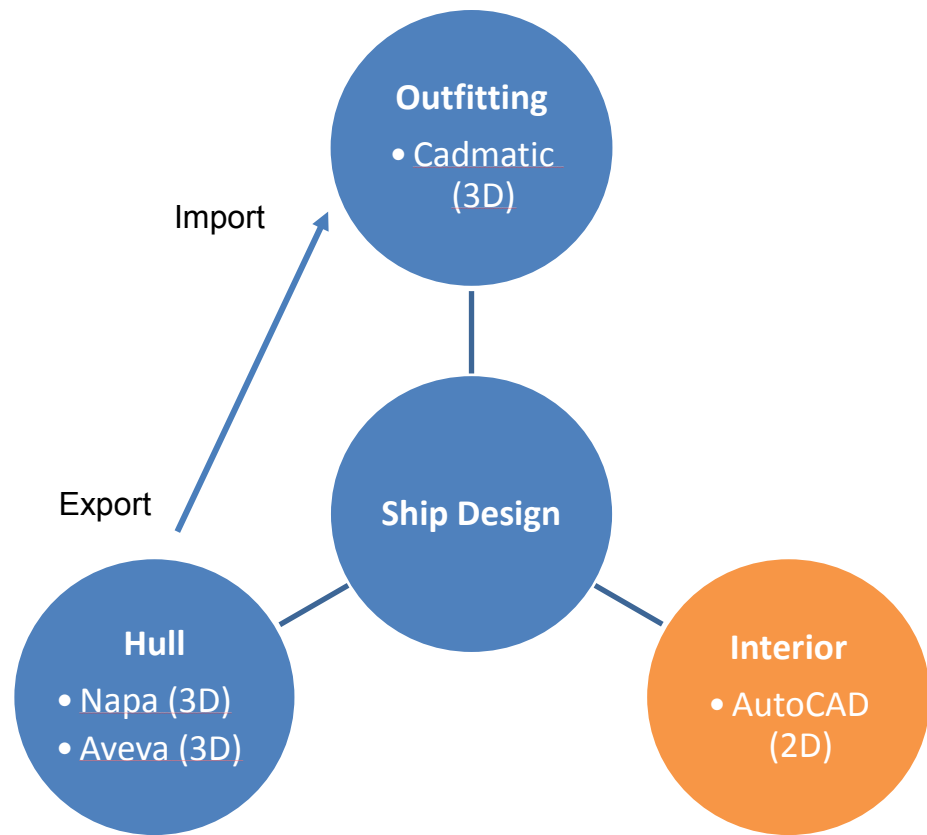 Outfitting
• Cadmatic
(3D)
Import
Export
Ship Design
Hull
• Napa (3D)
• Aveva (3D)
Interior
• AutoCAD
(2D)